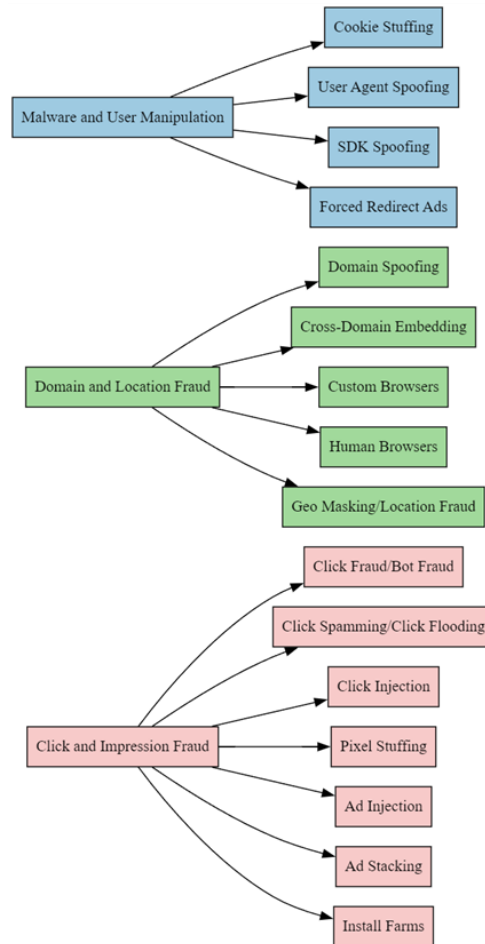 Cookie Stuffing
User Agent Spoofing
Malware and User Manipulation
SDK Spoofing
Forced Redirect Ads
Domain Spoofing
Cross-Domain Embedding
Domain and Location Fraud
Custom Browsers
Human Browsers
Geo Masking/Location Fraud
Click Fraud/Bot Fraud
Click Spamming/Click Flooding
Click Injection
Click and Impression Fraud
Pixel Stuffing
Ad Injection
Ad Stacking
Install Farms